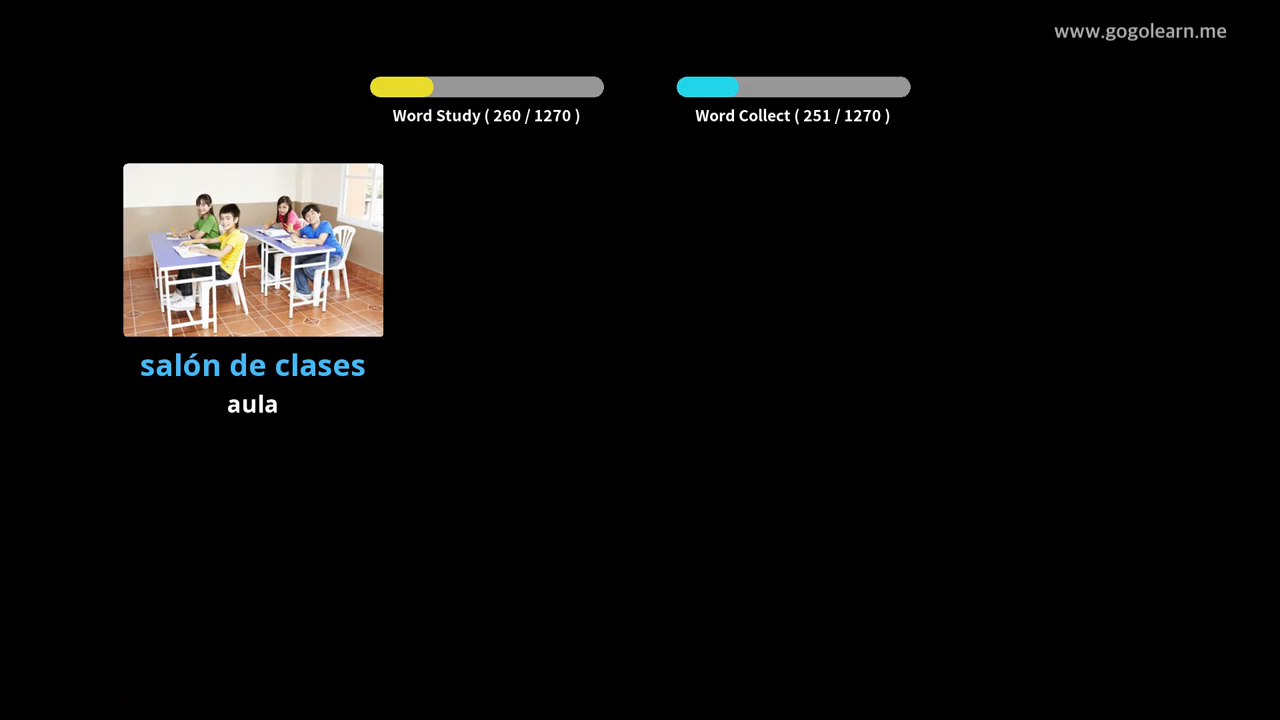 www.gogolearn.me
Word Study ( 260 / 1270 )
Word Collect ( 251 / 1270 )
salón de clases
aula